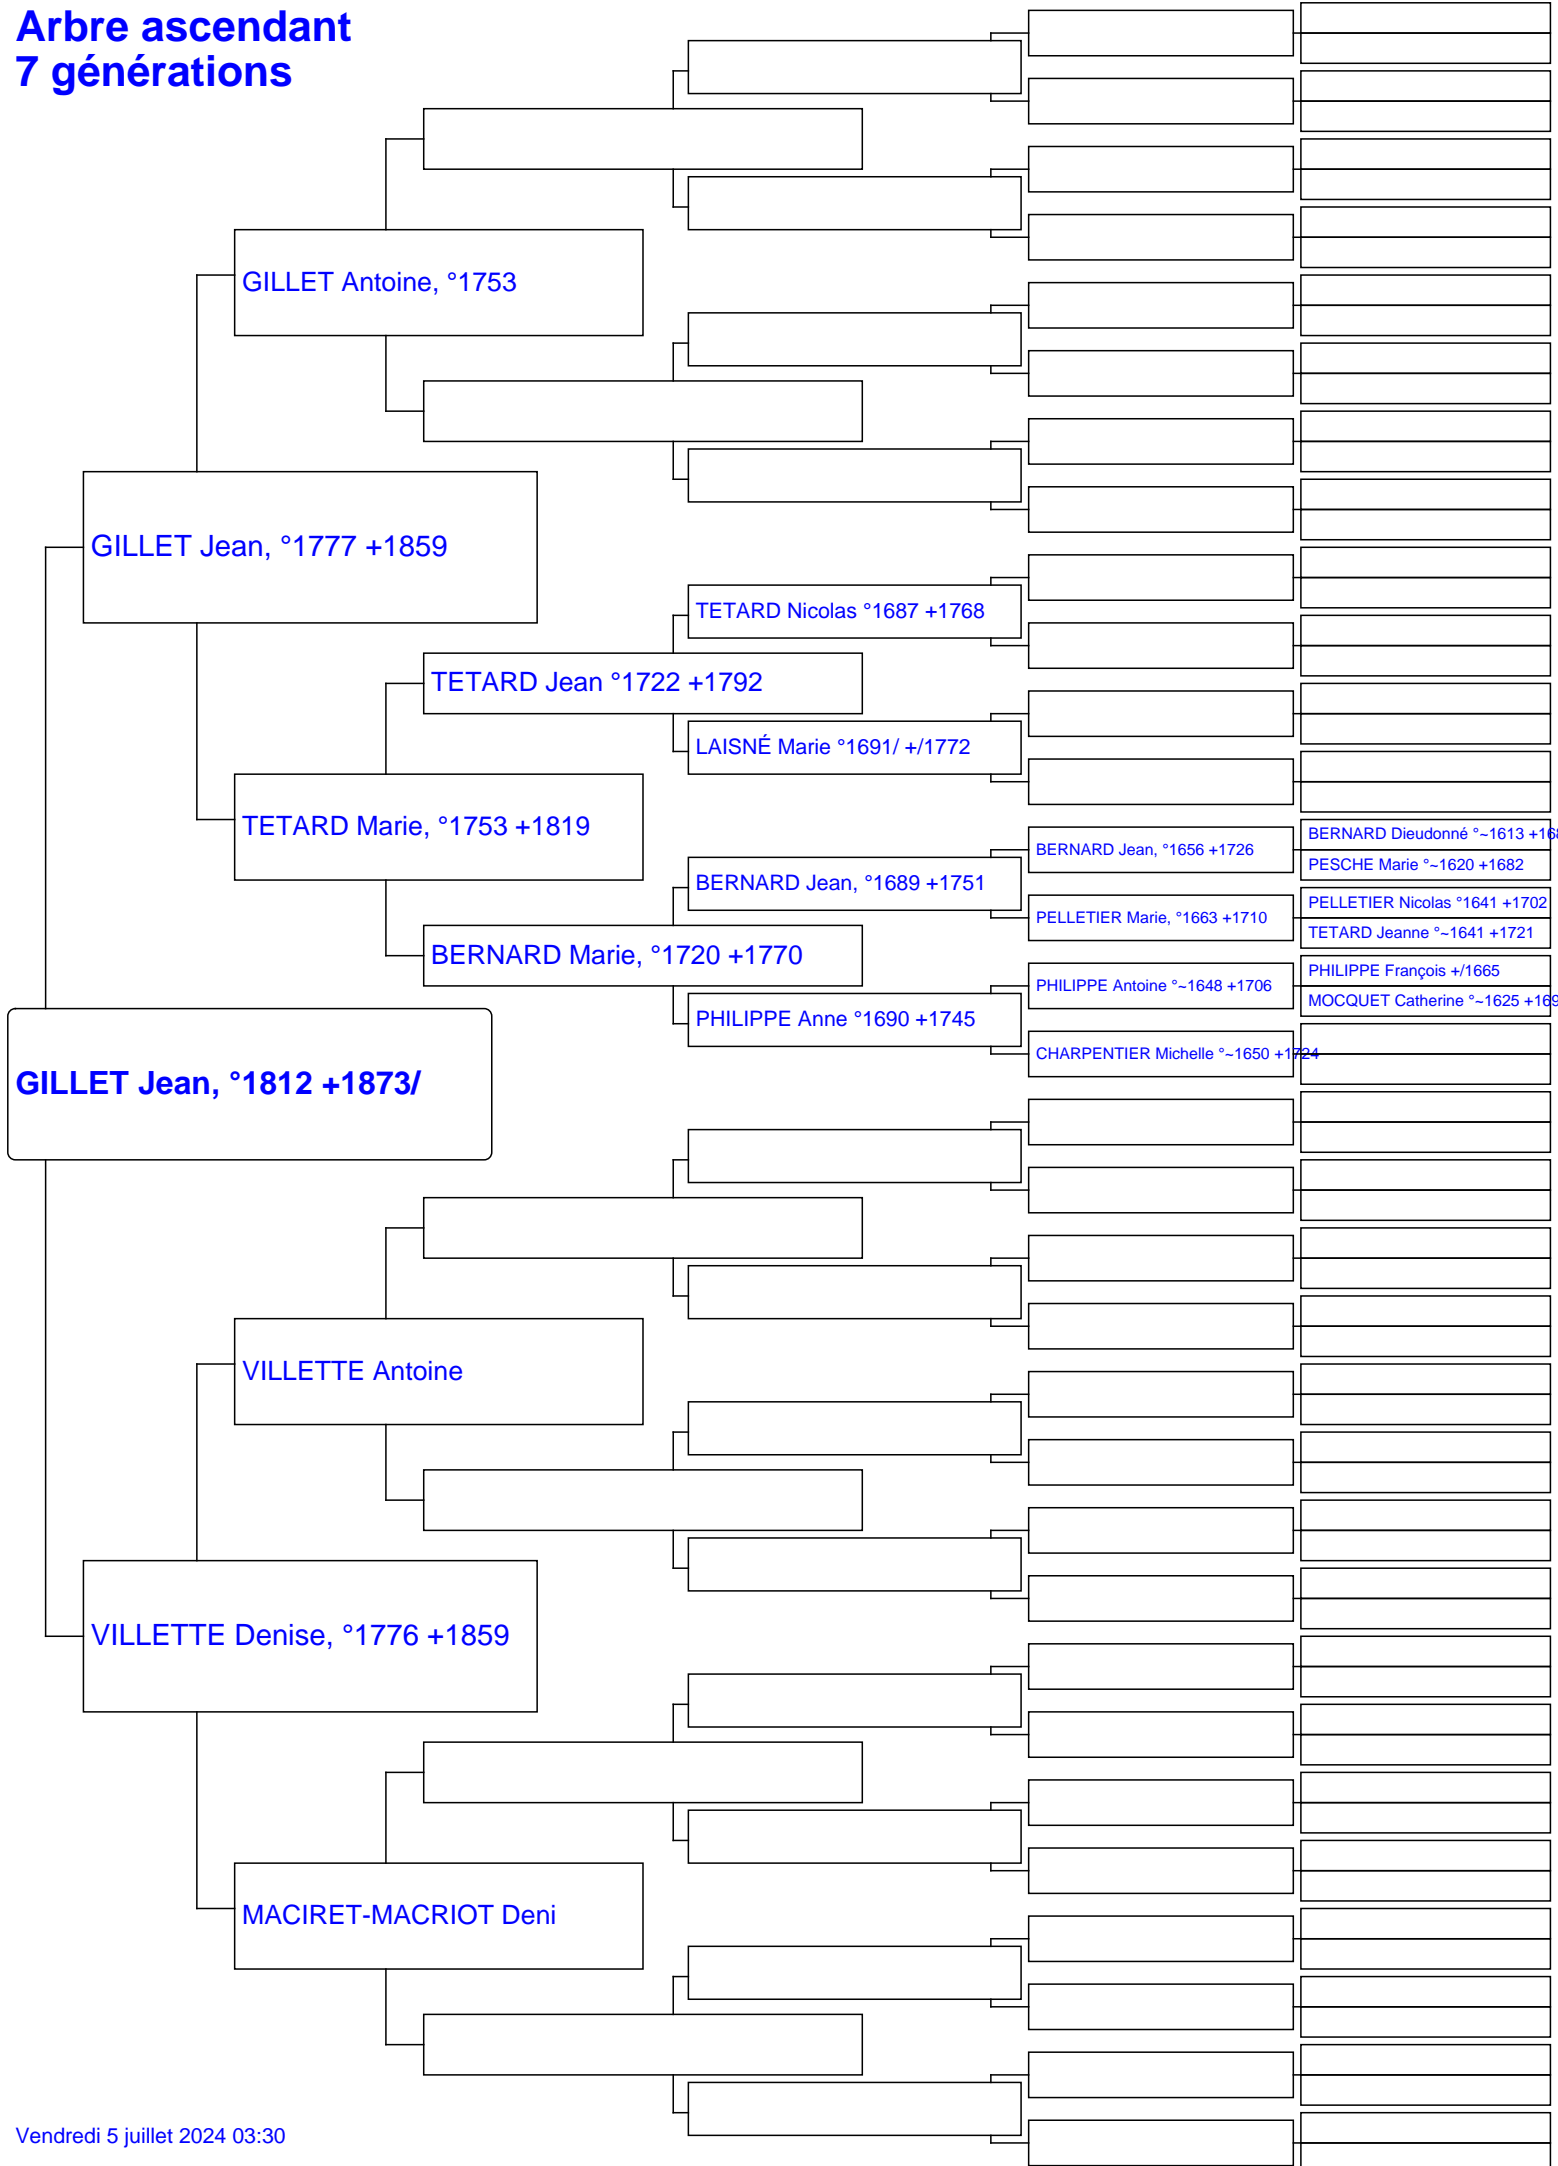 Arbre ascendant
7 générations
GILLET Antoine, °1753
GILLET Jean, °1777 +1859
TETARD Nicolas °1687 +1768
TETARD Jean °1722 +1792
LAISNÉ Marie °1691/ +/1772
TETARD Marie, °1753 +1819
BERNARD Dieudonné °~1613
BERNARD Jean, °1656 +1726
PESCHE Marie °~1620 +1682
BERNARD Jean, °1689 +1751
PELLETIER Nicolas °1641 +1702
PELLETIER Marie, °1663 +1710
TETARD Jeanne °~1641 +1721
BERNARD Marie, °1720 +1770
PHILIPPE François +/1665
PHILIPPE Antoine °~1648 +1706
MOCQUET Catherine °~1625 +169
PHILIPPE Anne °1690 +1745
CHARPENTIER Michelle °~1650 +1724
GILLET Jean, °1812 +1873/
VILLETTE Antoine
VILLETTE Denise, °1776 +1859
MACIRET-MACRIOT Deni
Vendredi 5 juillet 2024 03:30